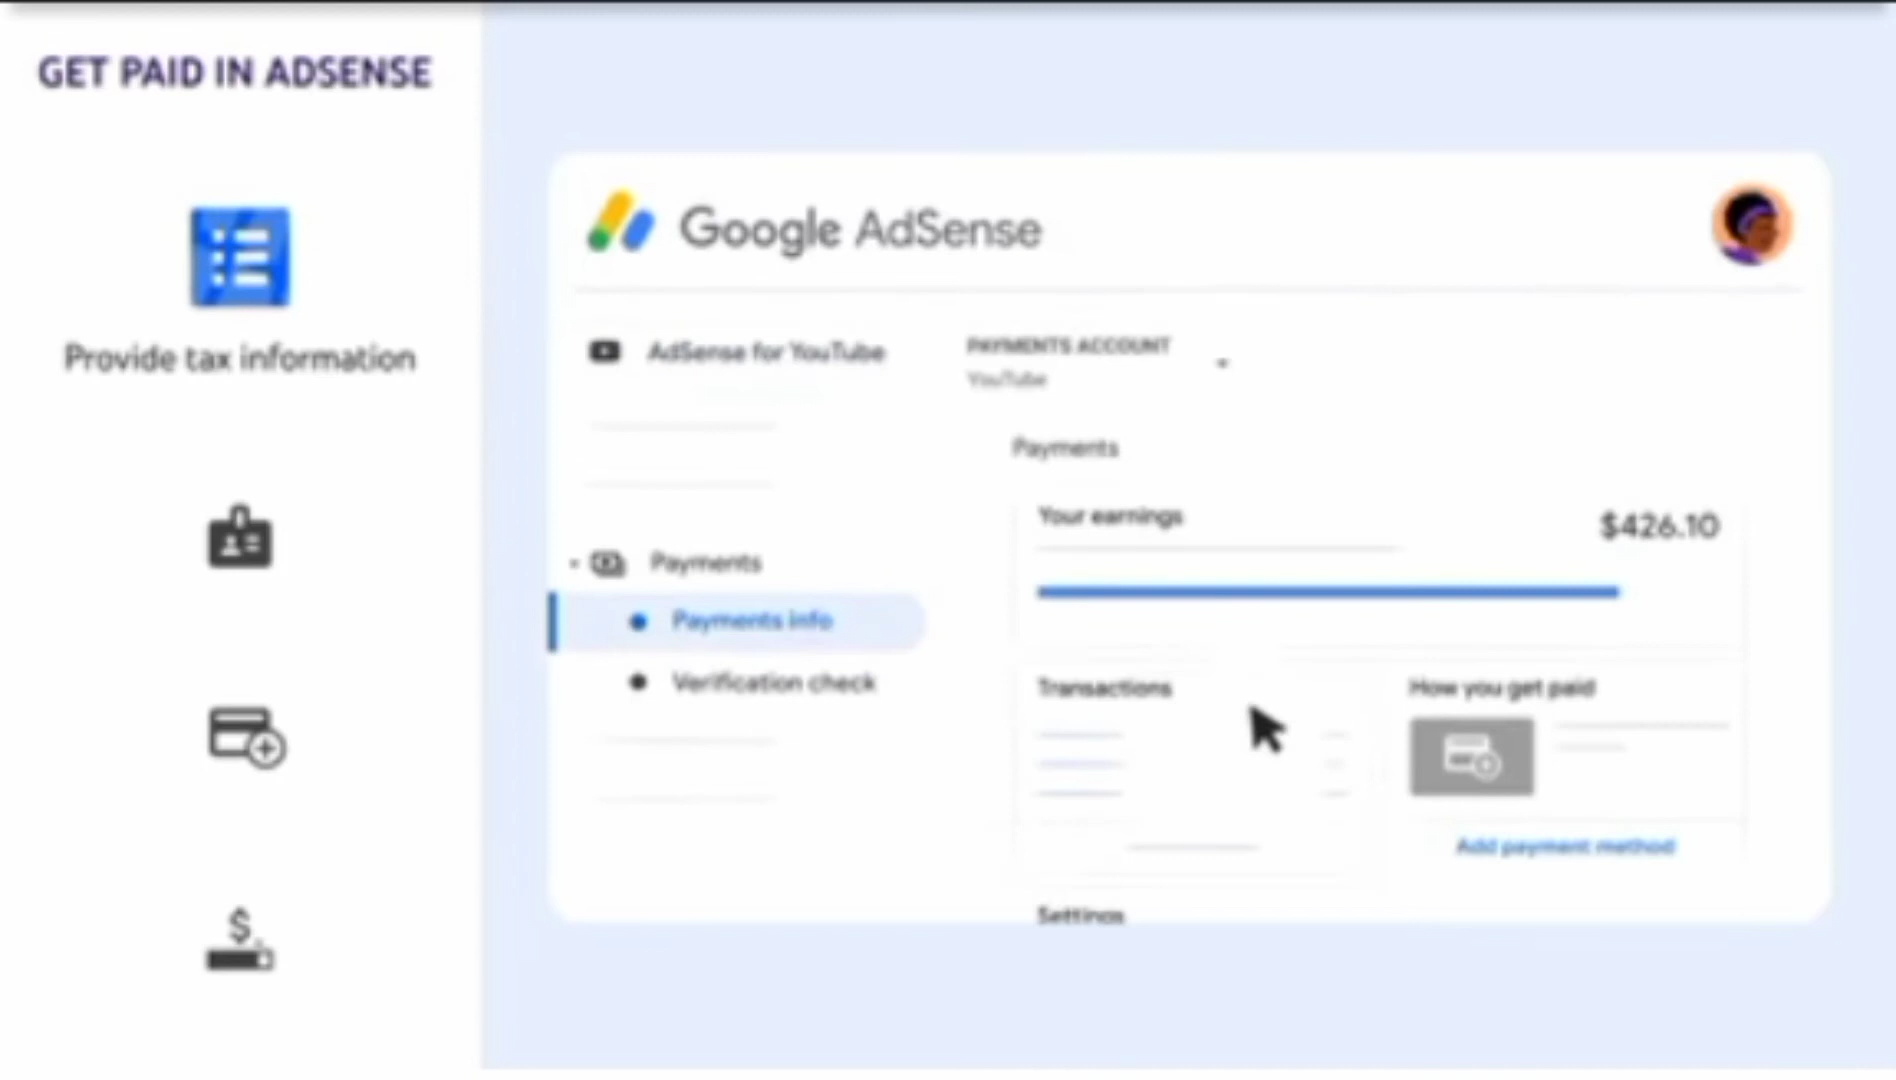 GET PAID IN ADSENSE
Provide tax information
Google AdSense
AdSense for YouTube
Payments
Payments info
Verification check
PAYMENTS ACCOUNT
YouTube
Payments
Your earnings
$426.10
Transactions
How you get paid
Add payment method
Settings